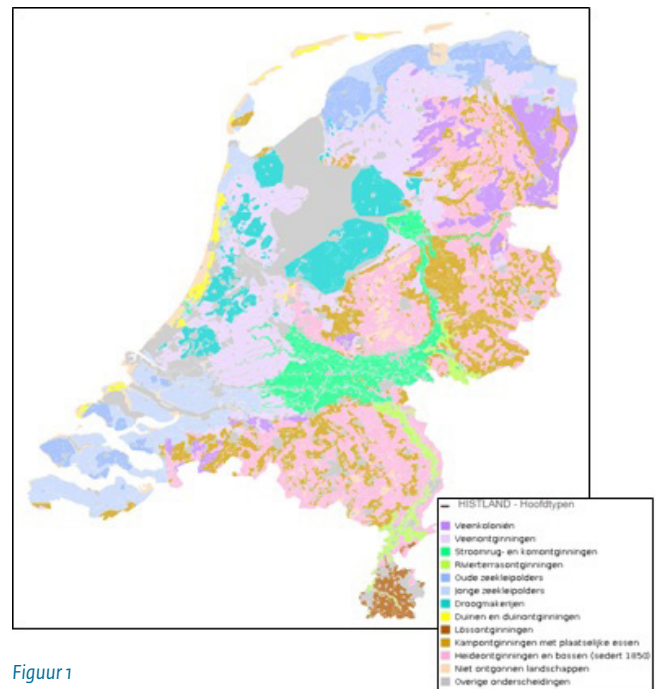 HISTLAND - Hoofdtypen
Veenkoloniën
Veenontginningen
Stroomrug- en komontginningen
Rivierterrasontginningen
Oude zeekleipolders
Jonge zeekleipolders
Droogmakerijen
Duinen en duinontginningen
Lössontginningen
Kampontginningen met plaatselijke essen
Heideontginningen en bossen (sedert 1850)
Niet ontgonnen landschappen
Overige onderscheidingen
Figuur 1